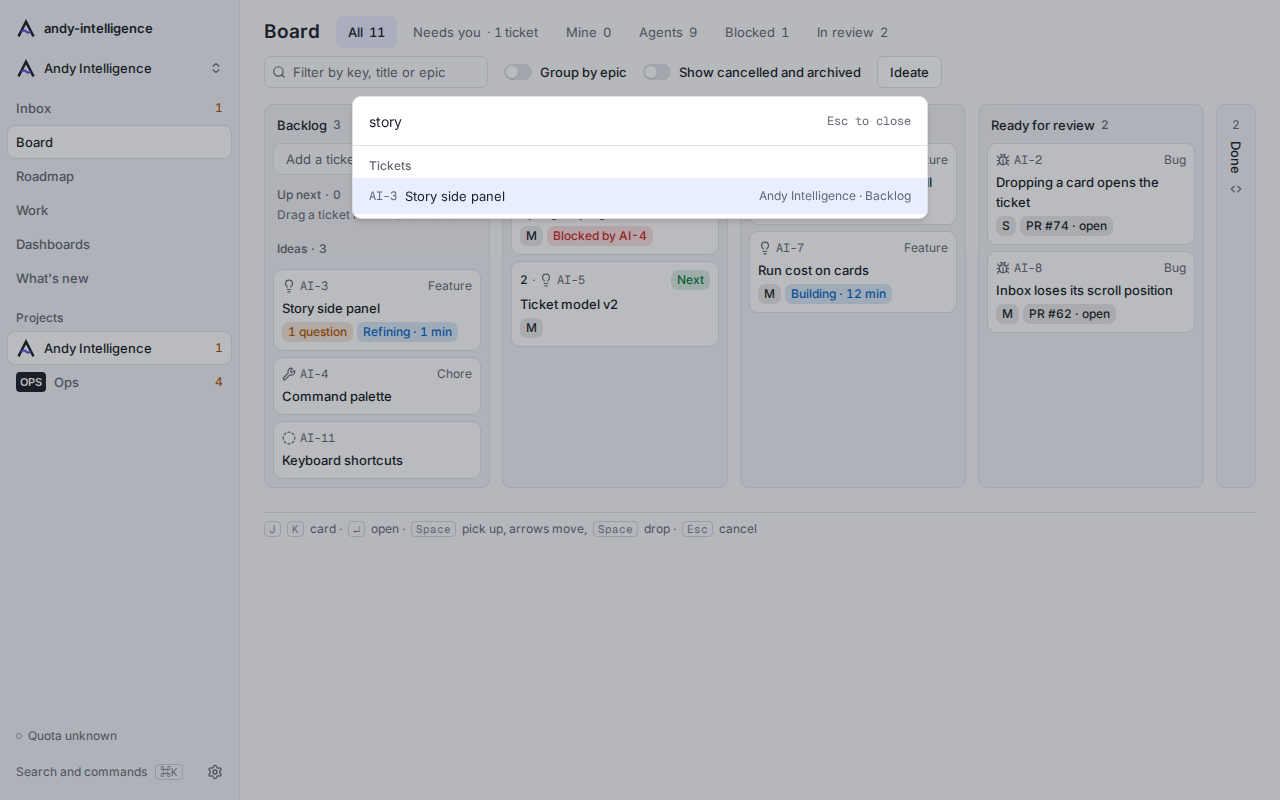 andy-intelligence
Andy Intelligence
Inbox 1
Board
Roadmap
Work
Dashboards
What's new
Projects
Andy Intelligence 1
OPS Ops 4
Quota unknown
Search and commands ⌘K
Board All 11 Needs you · 1 ticket Mine 0 Agents 9 Blocked 1 In review 2
Filter by key, title or epic Group by epic Show cancelled and archived Ideate
story Esc to close
Tickets
AI-3 Story side panel Andy Intelligence · Backlog
Backlog 3
Add a ticke
Up next · 0
Drag a ticket
Ideas · 3
AI-3 Feature
Story side panel
1 question Refining · 1 min
AI-4 Chore
Command palette
AI-11
Keyboard shortcuts
M Blocked by AI-4
2 · AI-5 Next
Ticket model v2
M
AI-7 Feature
Run cost on cards
M Building · 12 min
Ready for review 2
AI-2 Bug
Dropping a card opens the
ticket
S PR #74 · open
AI-8 Bug
Inbox loses its scroll position
M PR #62 · open
2
Done
J K card · ↵ open · Space pick up, arrows move, Space drop · Esc cancel